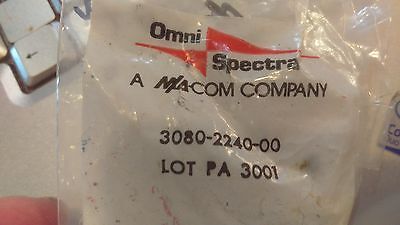 Omni
Spectra
A M/A-COM COMPANY
3080-2240-00
LOT PA 3001